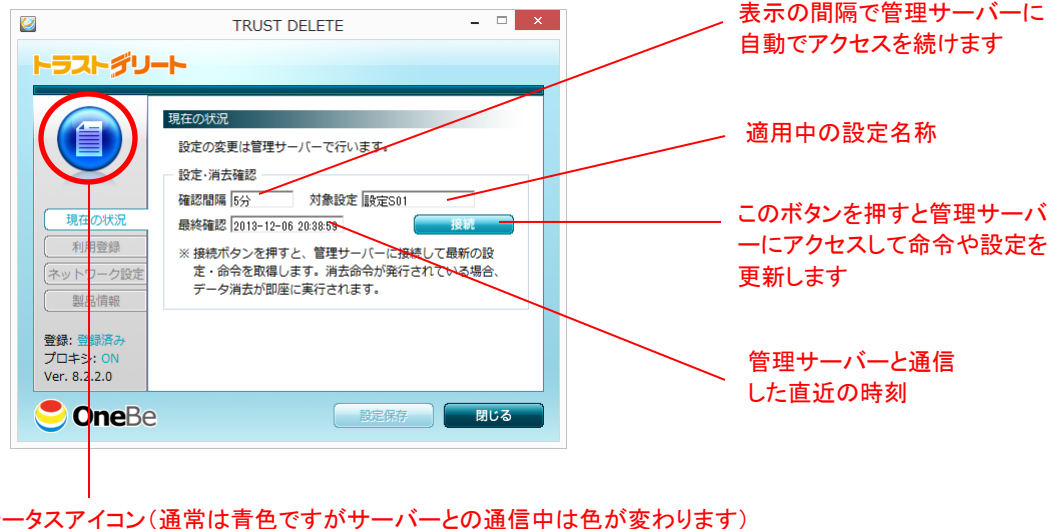 TRUST DELETE
トラストデリート
現在の状況
設定の変更は管理サーバーで行います。
設定・消去確認
確認間隔 5分 対象設定 設定S01
最終確認 2013-12-06 20:38:59 接続
※ 接続ボタンを押すと、管理サーバーに接続して最新の設
定・命令を取得します。消去命令が発行されている場合、
データ消去が即座に実行されます。
現在の状況
利用登録
ネットワーク設定
製品情報
登録: 登録済み
プロキシ: ON
Ver. 8.2.2.0
OneBe
設定保存 閉じる
表示の間隔で管理サーバーに
自動でアクセスを続けます
適用中の設定名称
このボタンを押すと管理サーバ
ーにアクセスして命令や設定を
更新します
管理サーバーと通信
した直近の時刻
ータスアイコン（通常は青色ですがサーバーとの通信中は色が変わります）